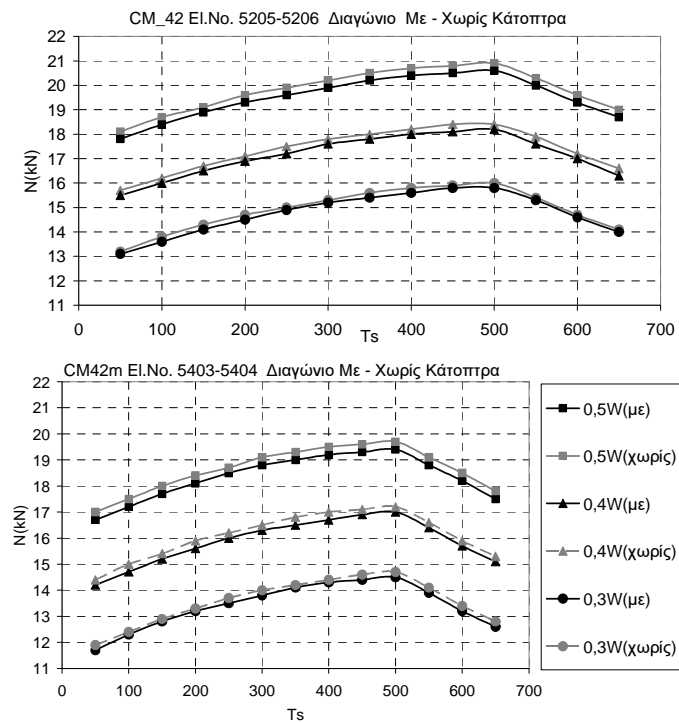 CM_42 El.No. 5205-5206 Διαγώνιο Με - Χωρίς Κάτοπτρα
22
21
20
19
18
17
16
15
14
13
12
11
N(kN)
0 100 200 300 400 500 600 700
Ts
CM42m El.No. 5403-5404 Διαγώνιο Με - Χωρίς Κάτοπτρα
22
21
20
19
18
17
16
15
14
13
12
11
N(kN)
0 100 200 300 400 500 600 700
Ts
0,5W(με)
0,5W(χωρίς)
0,4W(με)
0,4W(χωρίς)
0,3W(με)
0,3W(χωρίς)